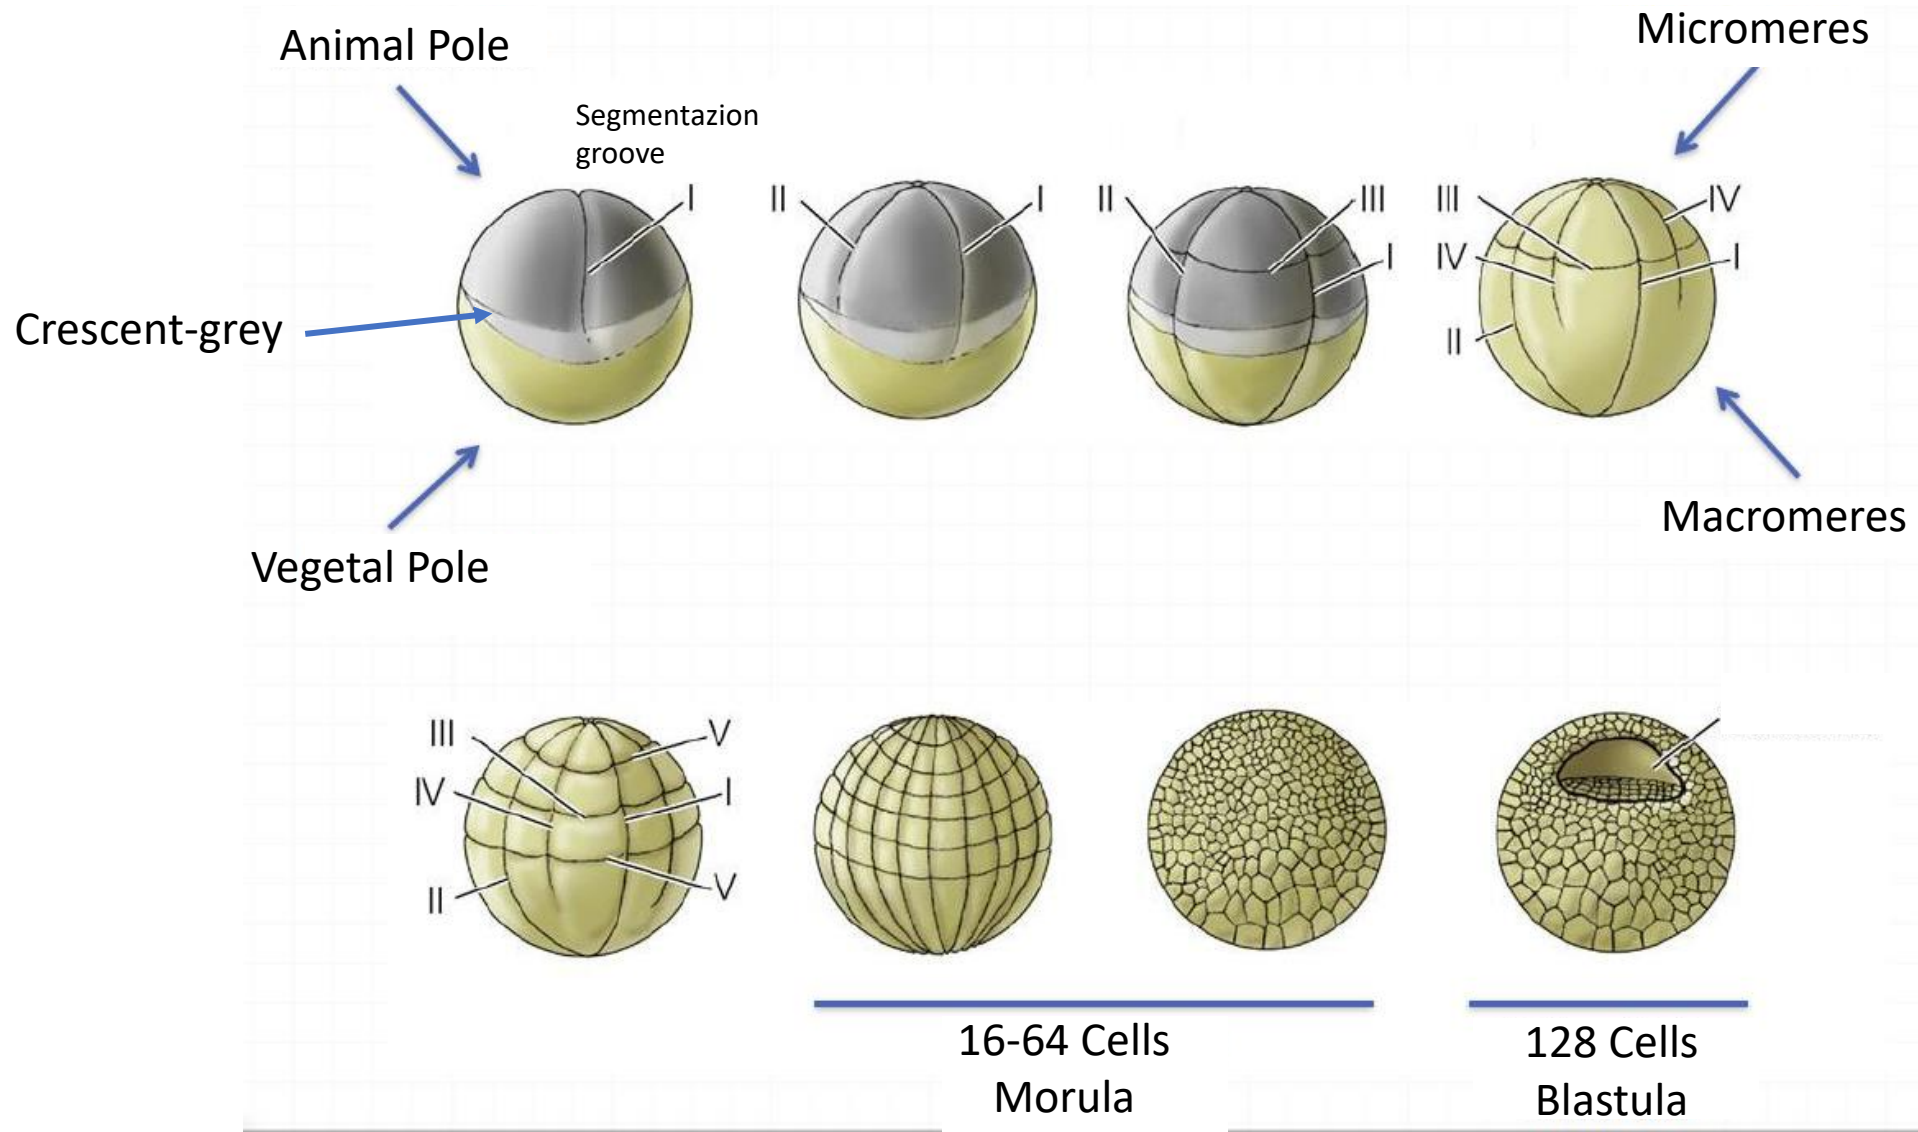 Animal Pole
Micromeres
Segmentazion
groove
I
II
I
II
III
I
III
IV
IV
I
II
Crescent-grey
Vegetal Pole
Macromeres
III
V
IV
I
II
V
16-64 Cells
Morula
128 Cells
Blastula